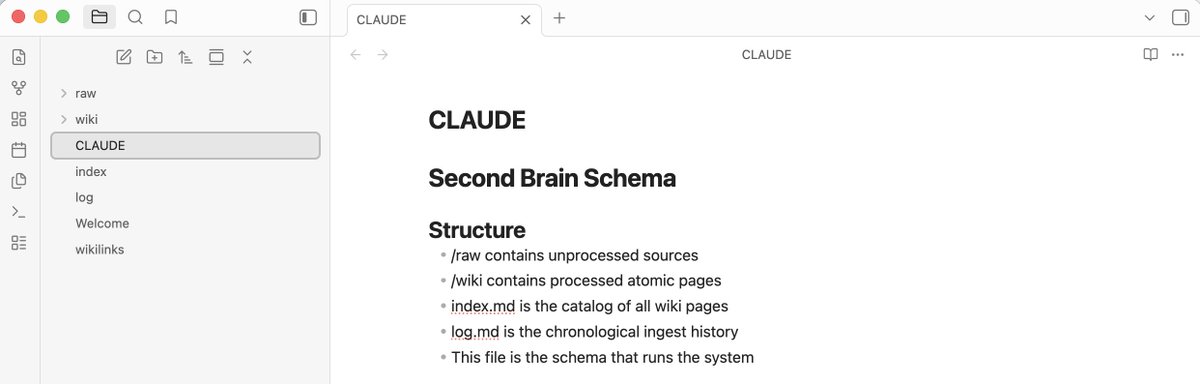 CLAUDE
CLAUDE
raw
wiki
CLAUDE
index
log
Welcome
wikilinks
CLAUDE
Second Brain Schema
Structure
• /raw contains unprocessed sources
• /wiki contains processed atomic pages
• index.md is the catalog of all wiki pages
• log.md is the chronological ingest history
• This file is the schema that runs the system